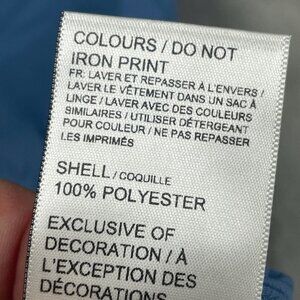 COLOURS / DO NOT
IRON PRINT
FR: LAVER ET REPASSER À L'ENVERS /
LAVER LE VÊTEMENT DANS UN SAC À
LINGE / LAVER AVEC DES COULEURS
SIMILAIRES / UTILISER DÉTERGENT
POUR COULEUR / NE PAS REPASSER
LES IMPRIMÉS
SHELL / COQUILLE
100% POLYESTER
EXCLUSIVE OF
DECORATION / À
L'EXCEPTION DES
DÉCORATIONS